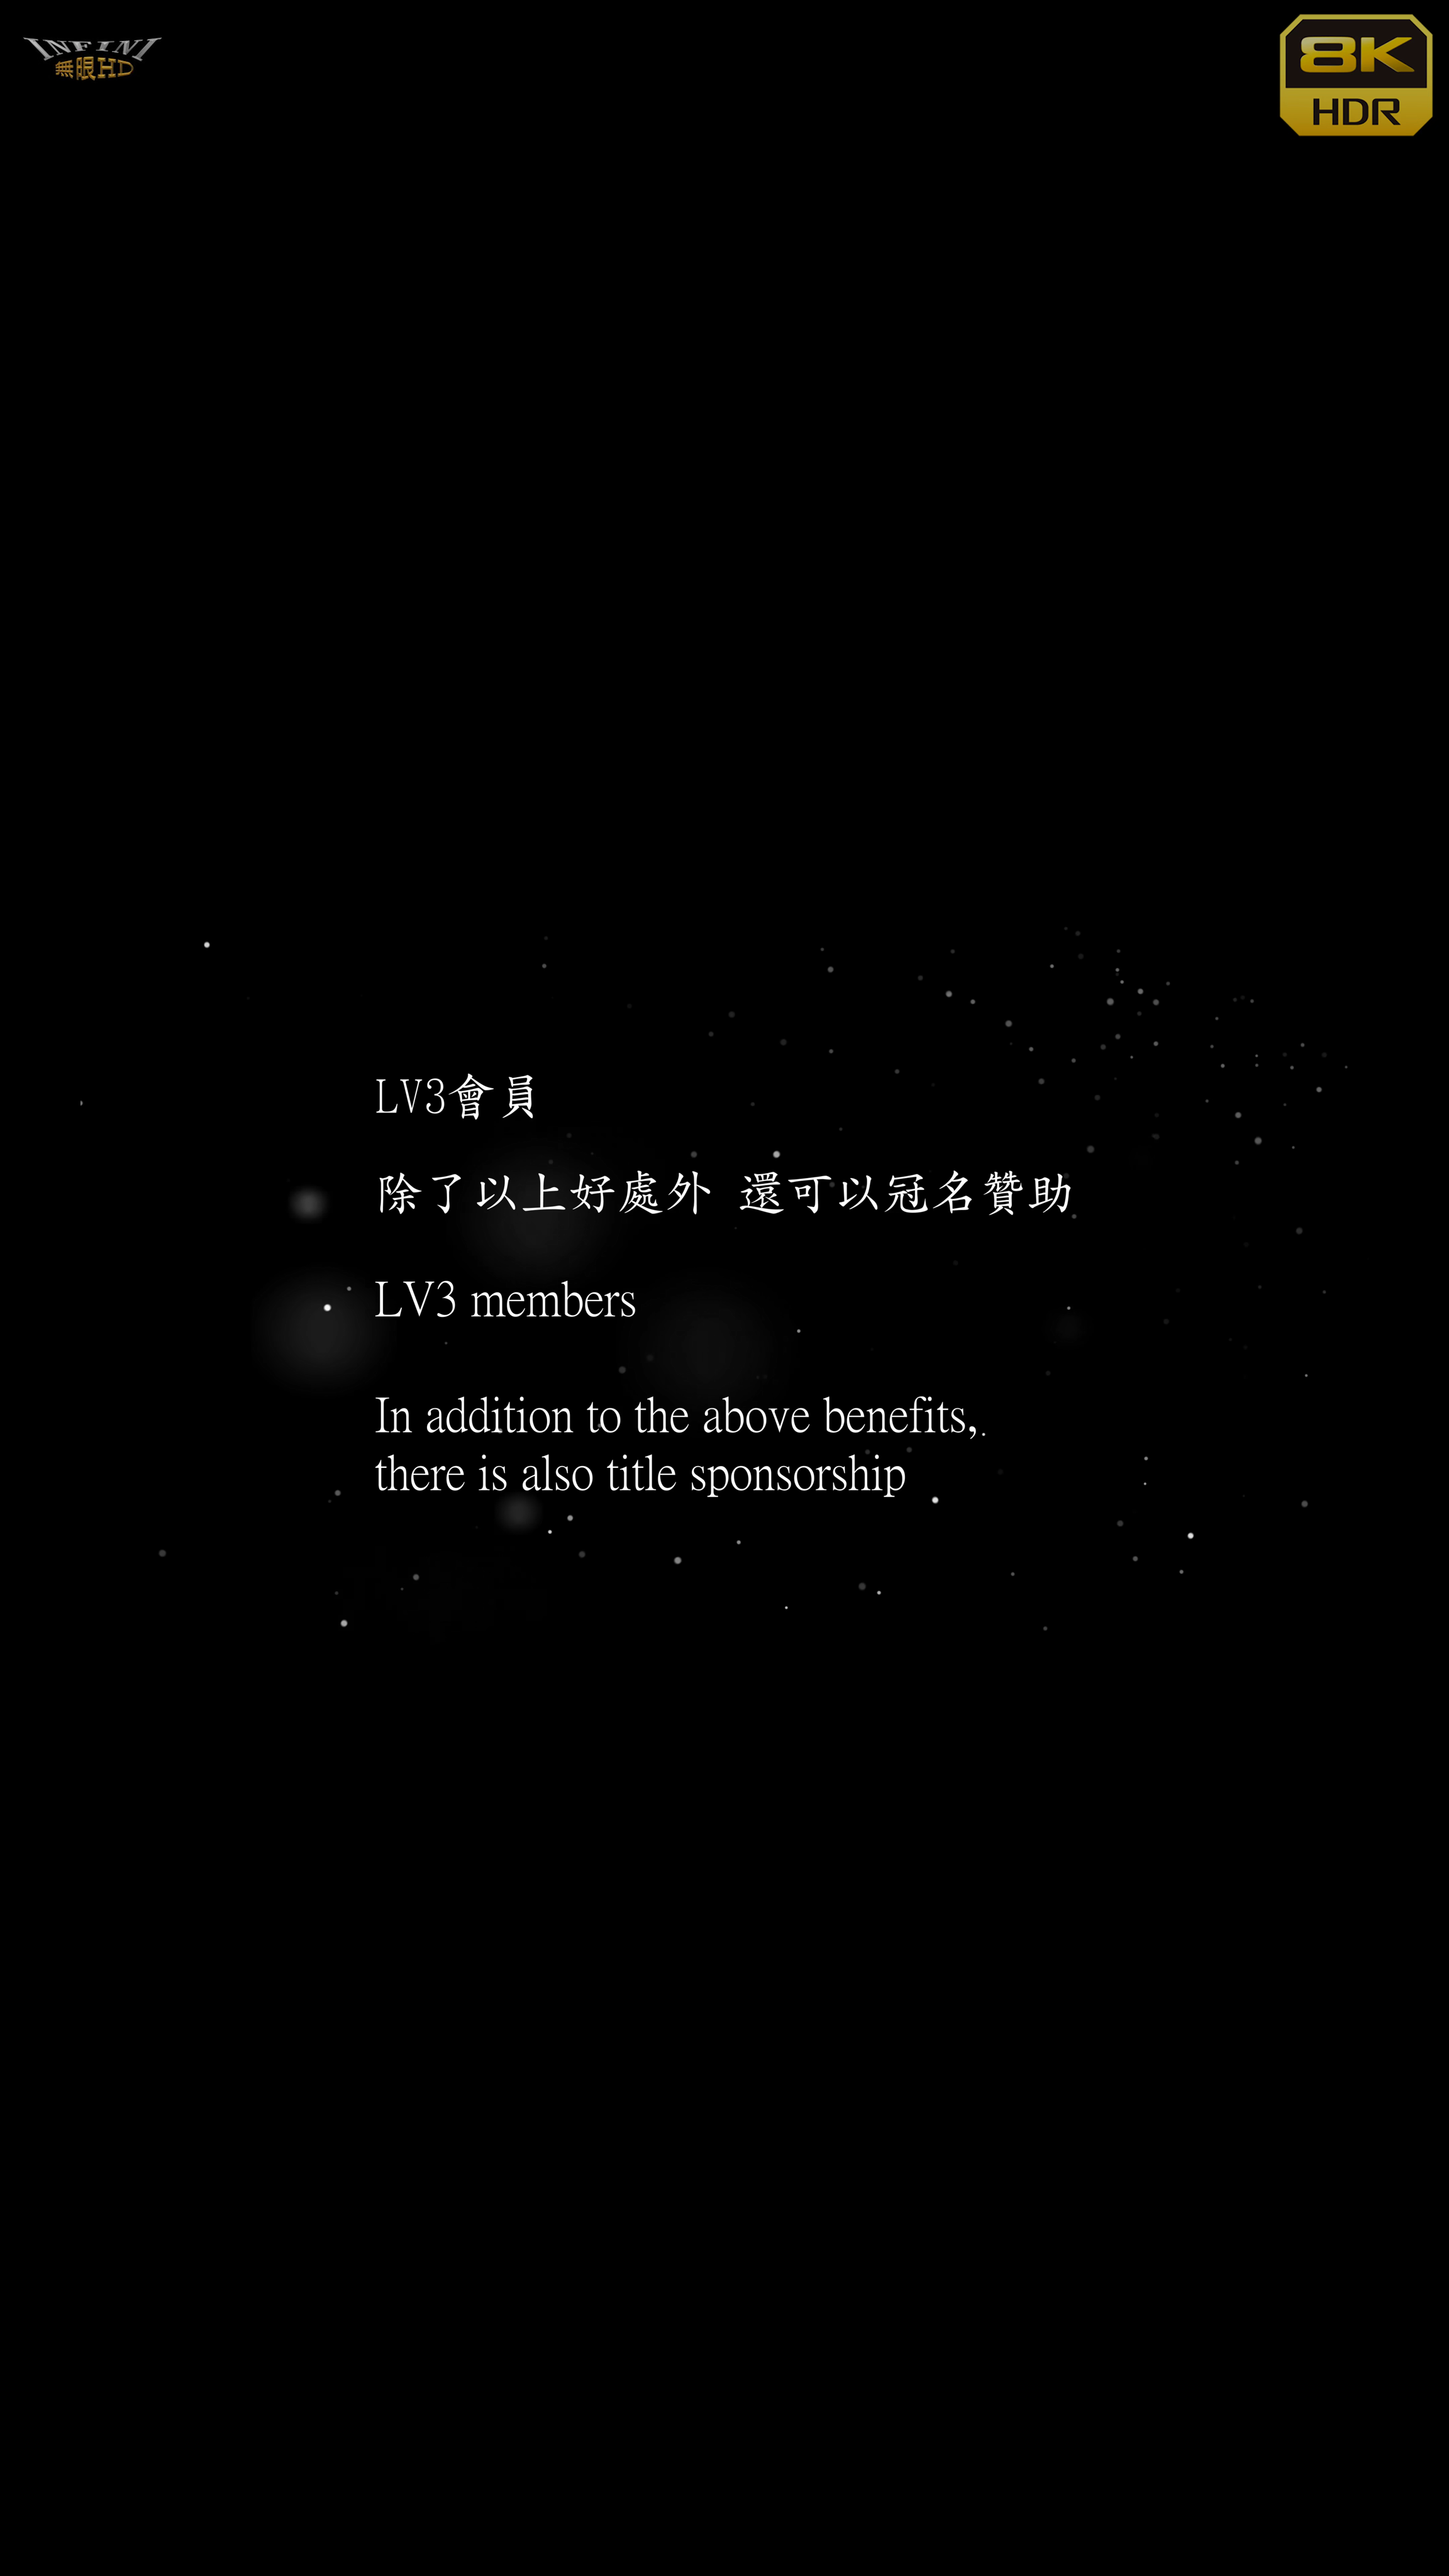 INFINI
無限HD
8K
HDR
LV3會員
除了以上好處外 還可以冠名贊助
LV3 members
In addition to the above benefits,
there is also title sponsorship